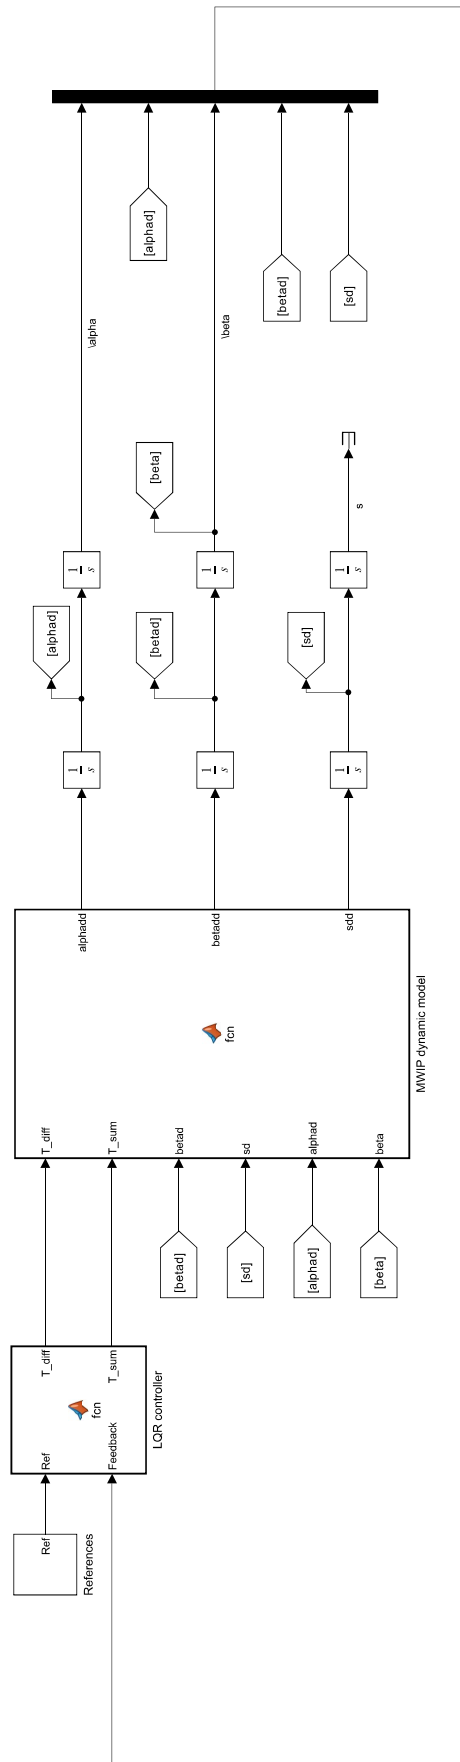 Ref
References
Ref
Feedback
fcn
T_diff
T_sum
LQR controller
[betad]
[sd]
[alphad]
[beta]
T_diff
T_sum
betad
sd
alphad
beta
fcn
alphadd
betadd
sdd
MWIP dynamic model
1
s
1
s
1
s
[alphad]
[betad]
[sd]
1
s
1
s
1
s
[beta]
s
\alpha
\beta
[alphad]
[betad]
[sd]